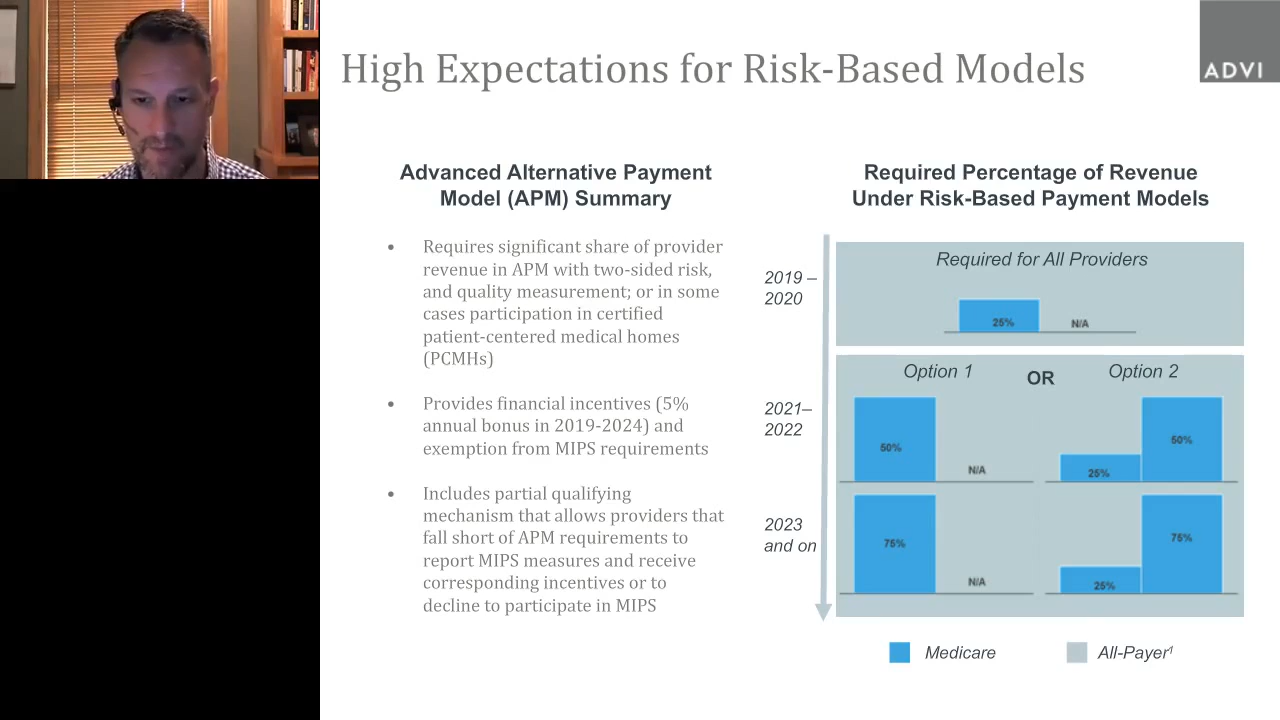 High Expectations for Risk-Based Models
ADVI
Advanced Alternative Payment
Model (APM) Summary
• Requires significant share of provider
revenue in APM with two-sided risk,
and quality measurement; or in some
cases participation in certified
patient-centered medical homes
(PCMHs)
• Provides financial incentives (5%
annual bonus in 2019-2024) and
exemption from MIPS requirements
• Includes partial qualifying
mechanism that allows providers that
fall short of APM requirements to
report MIPS measures and receive
corresponding incentives or to
decline to participate in MIPS
Required Percentage of Revenue
Under Risk-Based Payment Models
2019 –
2020
Required for All Providers
25%
N/A
2021–
2022
Option 1
OR
Option 2
50%
N/A
25%
50%
2023
and on
75%
N/A
25%
75%
Medicare
All-Payer¹